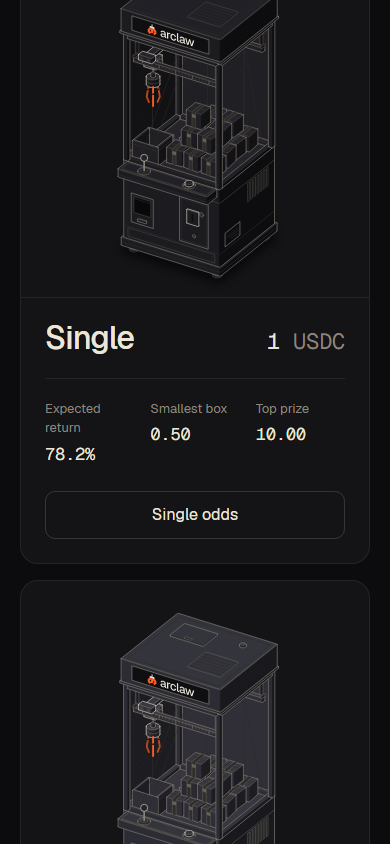 arclaw
Single
1 USDC
Expected return
Smallest box
Top prize
78.2%
0.50
10.00
Single odds
arclaw